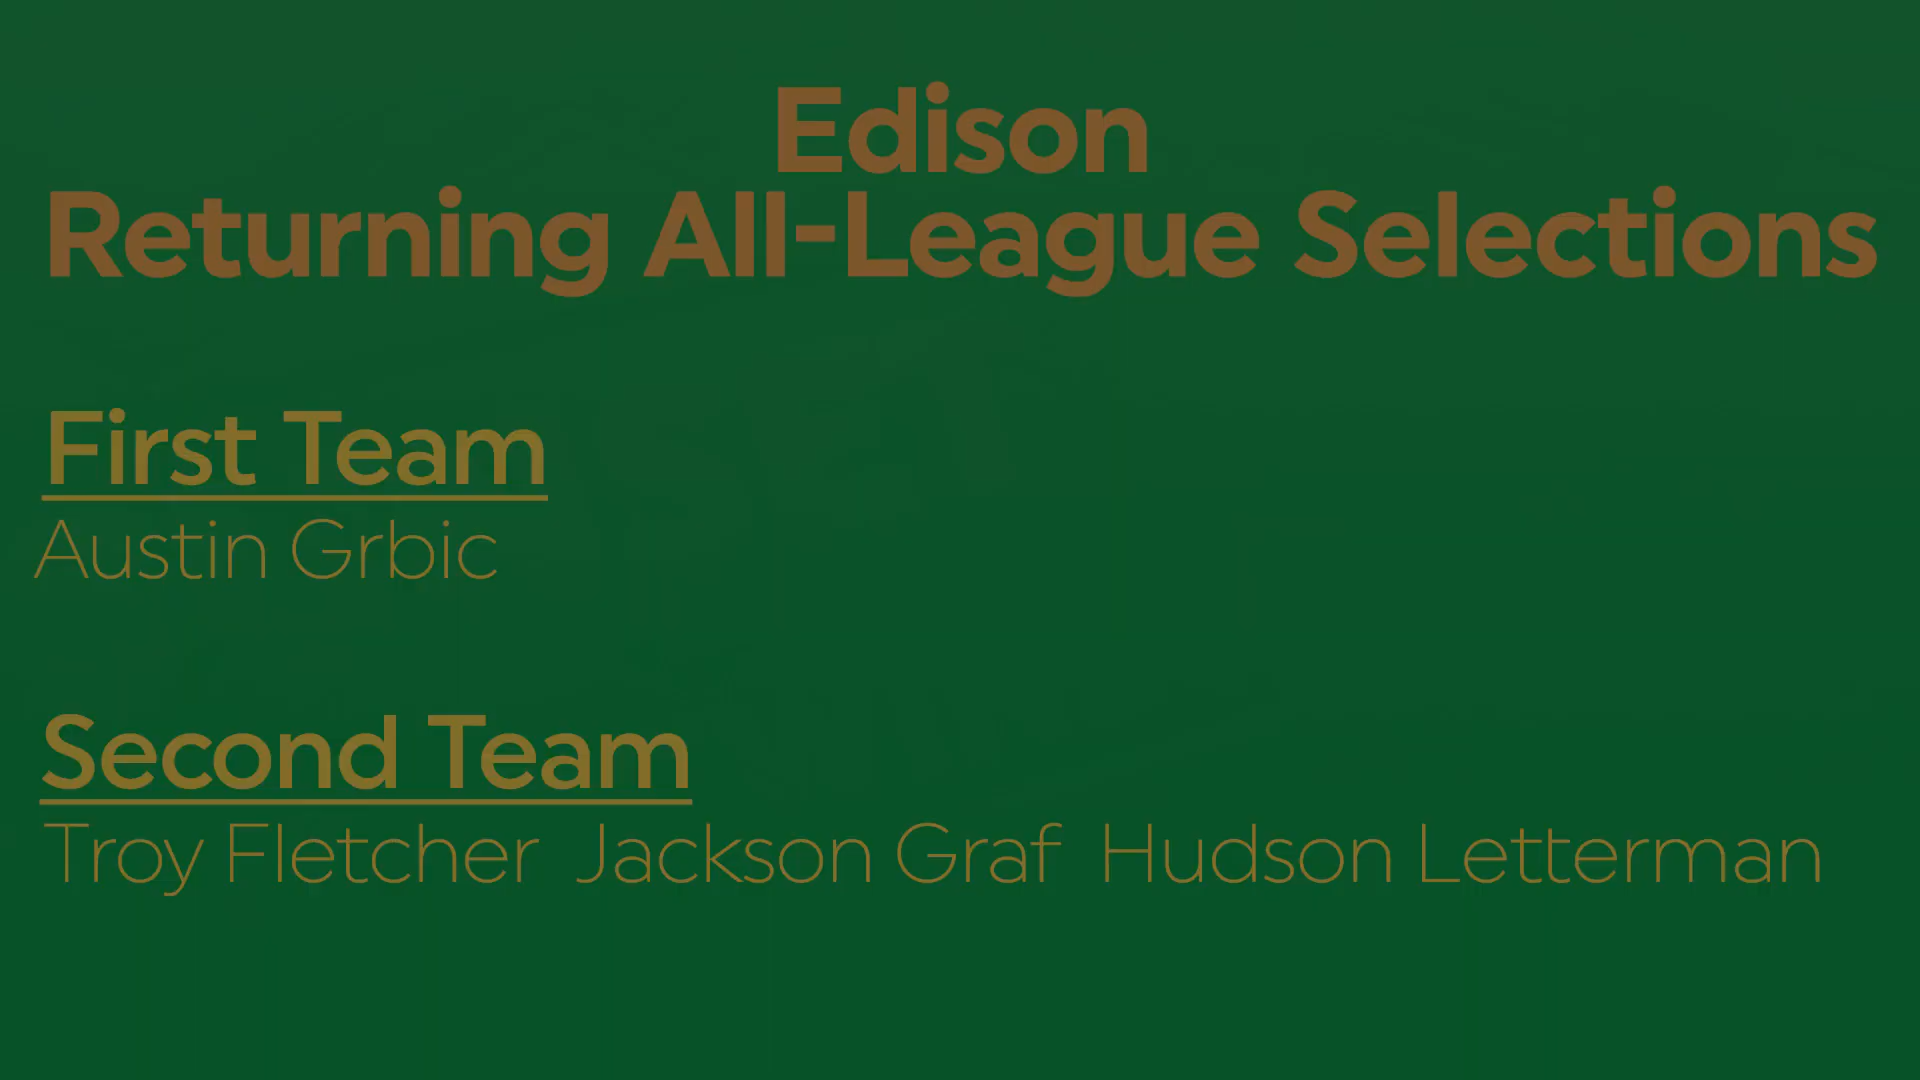 Edison
Returning All-League Selections
First Team
Austin Grbic
Second Team
Troy Fletcher Jackson Graf Hudson Letterman